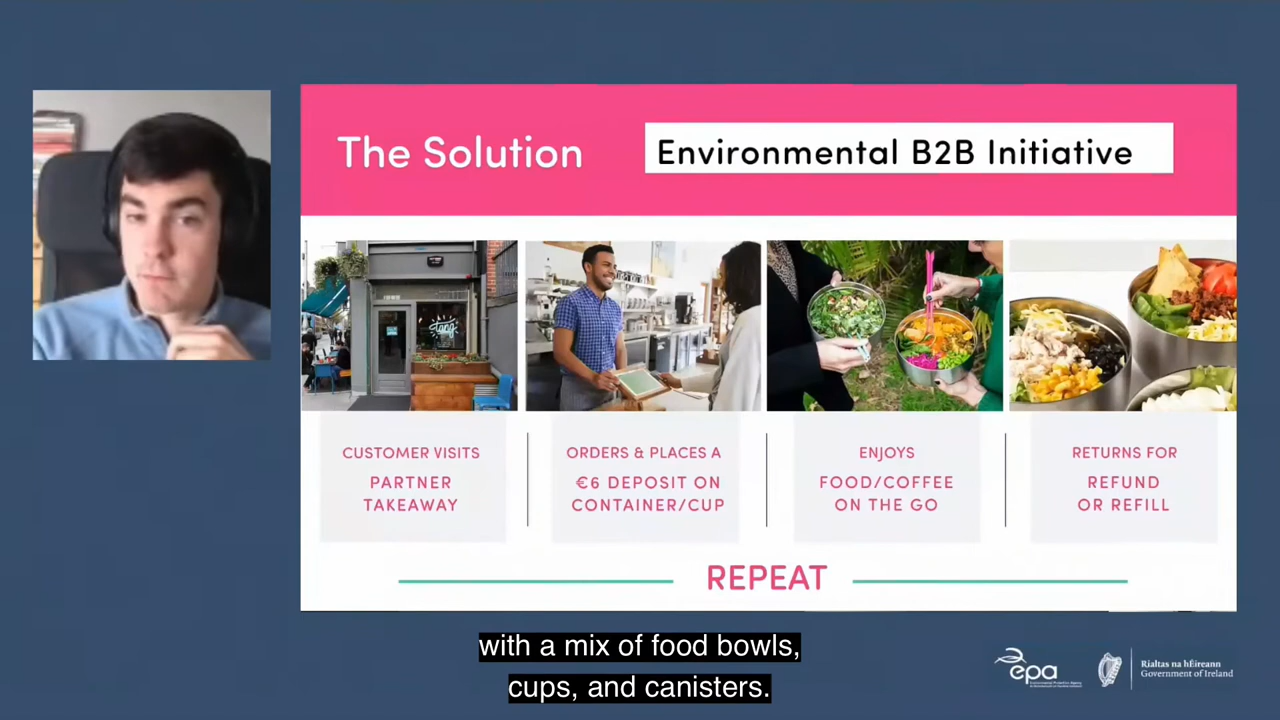 The Solution
Environmental B2B Initiative
tang
CUSTOMER VISITS
PARTNER
TAKEAWAY
ORDERS & PLACES A
€6 DEPOSIT ON
CONTAINER/CUP
ENJOYS
FOOD/COFFEE
ON THE GO
RETURNS FOR
REFUND
OR REFILL
REPEAT
with a mix of food bowls,
cups, and canisters.
epa
Rialtas na hÉireann
Government of Ireland